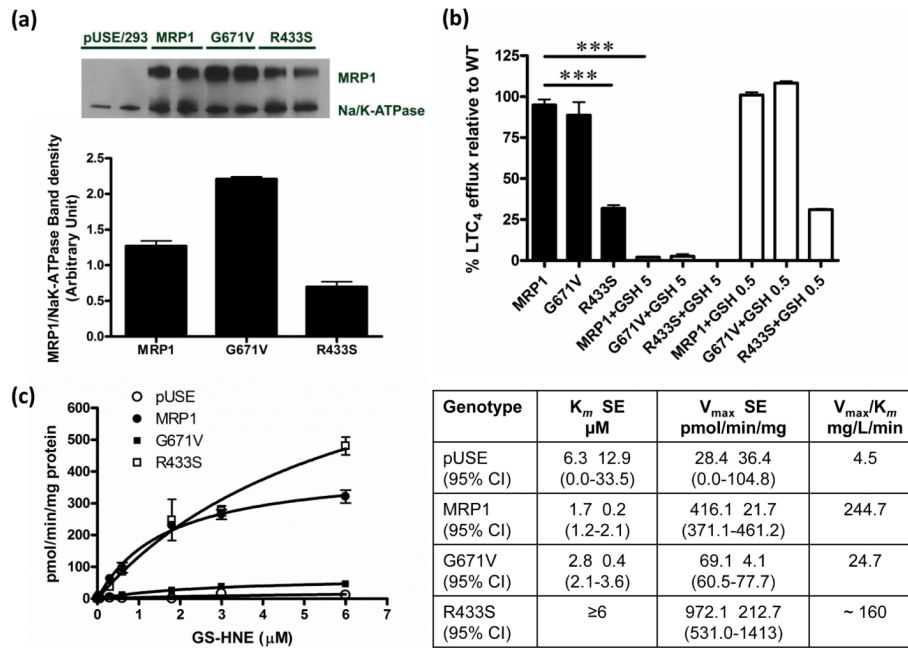 (a)
pUSE/293 MRP1 G671V R433S
MRP1
Na/K-ATPase
MRP1/NaK-ATPase Band density
(Arbitrary Unit)
2.5
2.0
1.5
1.0
0.5
0.0
MRP1 G671V R433S
(b)
% LTC4 efflux relative to WT
125
100
75
50
25
0
***
***
MRP1
G671V
R433S
MRP1+GSH 5
G671V+GSH 5
R433S+GSH 5
MRP1+GSH 0.5
G671V+GSH 0.5
R433S+GSH 0.5
(c)
pUSE
MRP1
G671V
R433S
pmol/min/mg protein
600
500
400
300
200
100
0
0 1 2 3 4 5 6 7
GS-HNE (μM)
Genotype Km SE Vmax SE Vmax/Km
μM pmol/min/mg mg/L/min
pUSE 6.3 12.9 28.4 36.4 4.5
(95% CI) (0.0-33.5) (0.0-104.8)
MRP1 1.7 0.2 416.1 21.7 244.7
(95% CI) (1.2-2.1) (371.1-461.2)
G671V 2.8 0.4 69.1 4.1 24.7
(95% CI) (2.1-3.6) (60.5-77.7)
R433S ≥6 972.1 212.7 ~ 160
(95% CI) (531.0-1413)